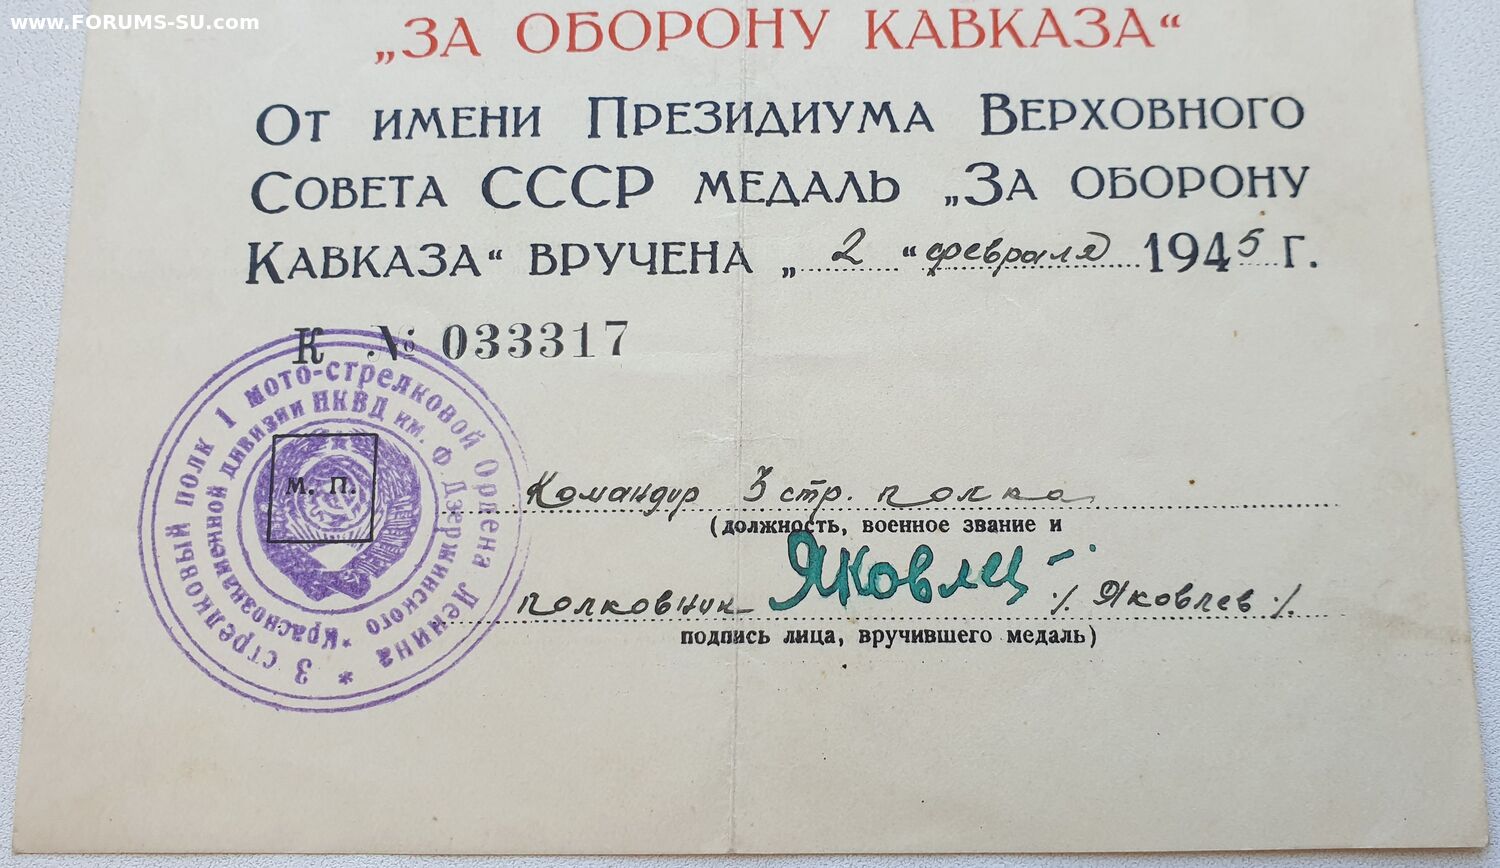 www.FORUMS-SU.com
„ЗА ОБОРОНУ КАВКАЗА“
ОТ ИМЕНИ ПРЕЗИДИУМА ВЕРХОВНОГО
СОВЕТА СССР МЕДАЛЬ „ЗА ОБОРОНУ
КАВКАЗА“ ВРУЧЕНА „2“ февраля 1945 Г.
К № 033317
3 стрелковый полк 1 мото-стрелковой Ордена Ленина *
*Краснознаменной дивизии НКВД им. Ф. Дзержинского
М. П.
Командир 3 стр. полка
(должность, военное звание и
полковник Яковлев /. Яковлев ./.
подпись лица, вручившего медаль)